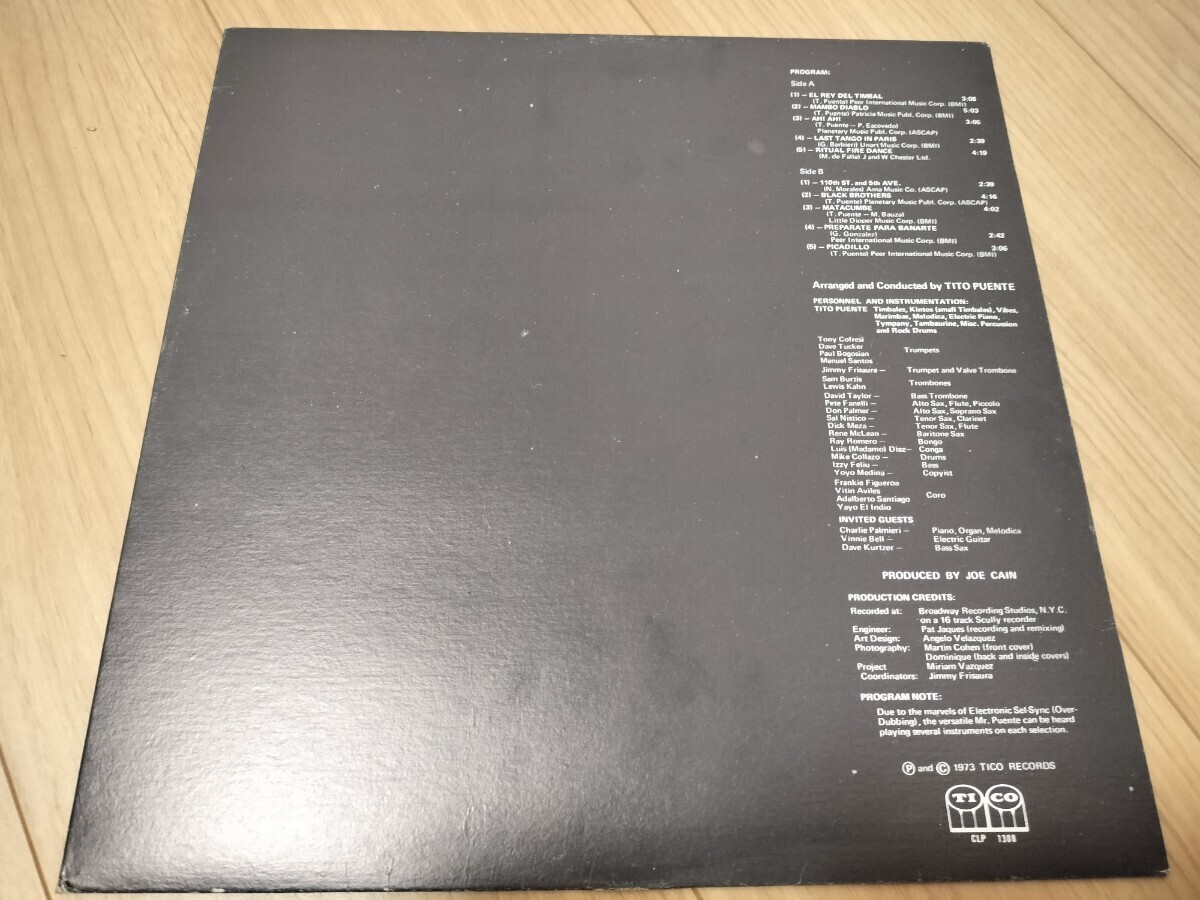 PROGRAM:
Side A
(1) – EL REY DEL TIMBAL 3:08
(T. Puente) Peer International Music Corp. (BMI)
(2) – MAMBO DIABLO 5:03
(T. Puente) Patricia Music Publ. Corp. (BMI)
(3) – AH! AH! 3:05
(T. Puente – P. Escovedo)
Planetary Music Publ. Corp. (ASCAP)
(4) – LAST TANGO IN PARIS 2:39
(G. Barbieri) Unart Music Corp. (BMI)
(5) – RITUAL FIRE DANCE 4:19
(M. de Falla) J and W Chester Ltd.
Side B
(1) – 110th ST. and 5th AVE. 2:39
(N. Morales) Ama Music Co. (ASCAP)
(2) – BLACK BROTHERS 4:16
(T. Puente) Planetary Music Publ. Corp. (ASCAP)
(3) – MATACUMBE 4:02
(T. Puente – M. Bauza)
Little Dipper Music Corp. (BMI)
(4) – PREPARATE PARA BANARTE 2:42
(G. Gonzalez)
Peer International Music Corp. (BMI)
(5) – PICADILLO 3:06
(T. Puente) Peer International Music Corp. (BMI)
Arranged and Conducted by TITO PUENTE
PERSONNEL AND INSTRUMENTATION:
TITO PUENTE Timbales, Kintos (small Timbales), Vibes,
Marimbas, Melodica, Electric Piano,
Tympany, Tambourine, Misc. Percussion
and Rock Drums
Tony Cofresi
Dave Tucker
Paul Bogosian Trumpets
Manuel Santos
Jimmy Frisaura – Trumpet and Valve Trombone
Sam Burtis
Lewis Kahn Trombones
David Taylor – Bass Trombone
Pete Fanelli – Alto Sax, Flute, Piccolo
Don Palmer – Alto Sax, Soprano Sax
Sal Nistico – Tenor Sax, Clarinet
Dick Meza – Tenor Sax, Flute
Rene McLean – Baritone Sax
Ray Romero – Bongo
Luis (Madamo) Diaz – Conga
Mike Collazo – Drums
Izzy Feliu – Bass
Yoyo Medina – Copyist
Frankie Figueroa
Vitin Aviles
Adalberto Santiago Coro
Yayo El Indio
INVITED GUESTS
Charlie Palmieri – Piano, Organ, Melodica
Vinnie Bell – Electric Guitar
Dave Kurtzer – Bass Sax
PRODUCED BY JOE CAIN
PRODUCTION CREDITS:
Recorded at: Broadway Recording Studios, N.Y.C.
on a 16 track Scully recorder
Engineer: Pat Jaques (recording and remixing)
Art Design: Angelo Velazquez
Photography: Martin Cohen (front cover)
Dominique (back and inside covers)
Project Miriam Vazquez
Coordinators: Jimmy Frisaura
PROGRAM NOTE:
Due to the marvels of Electronic Sel-Sync (Over-
Dubbing), the versatile Mr. Puente can be heard
playing several instruments on each selection.
Ⓟ and © 1973 TICO RECORDS
TICO
CLP 1308